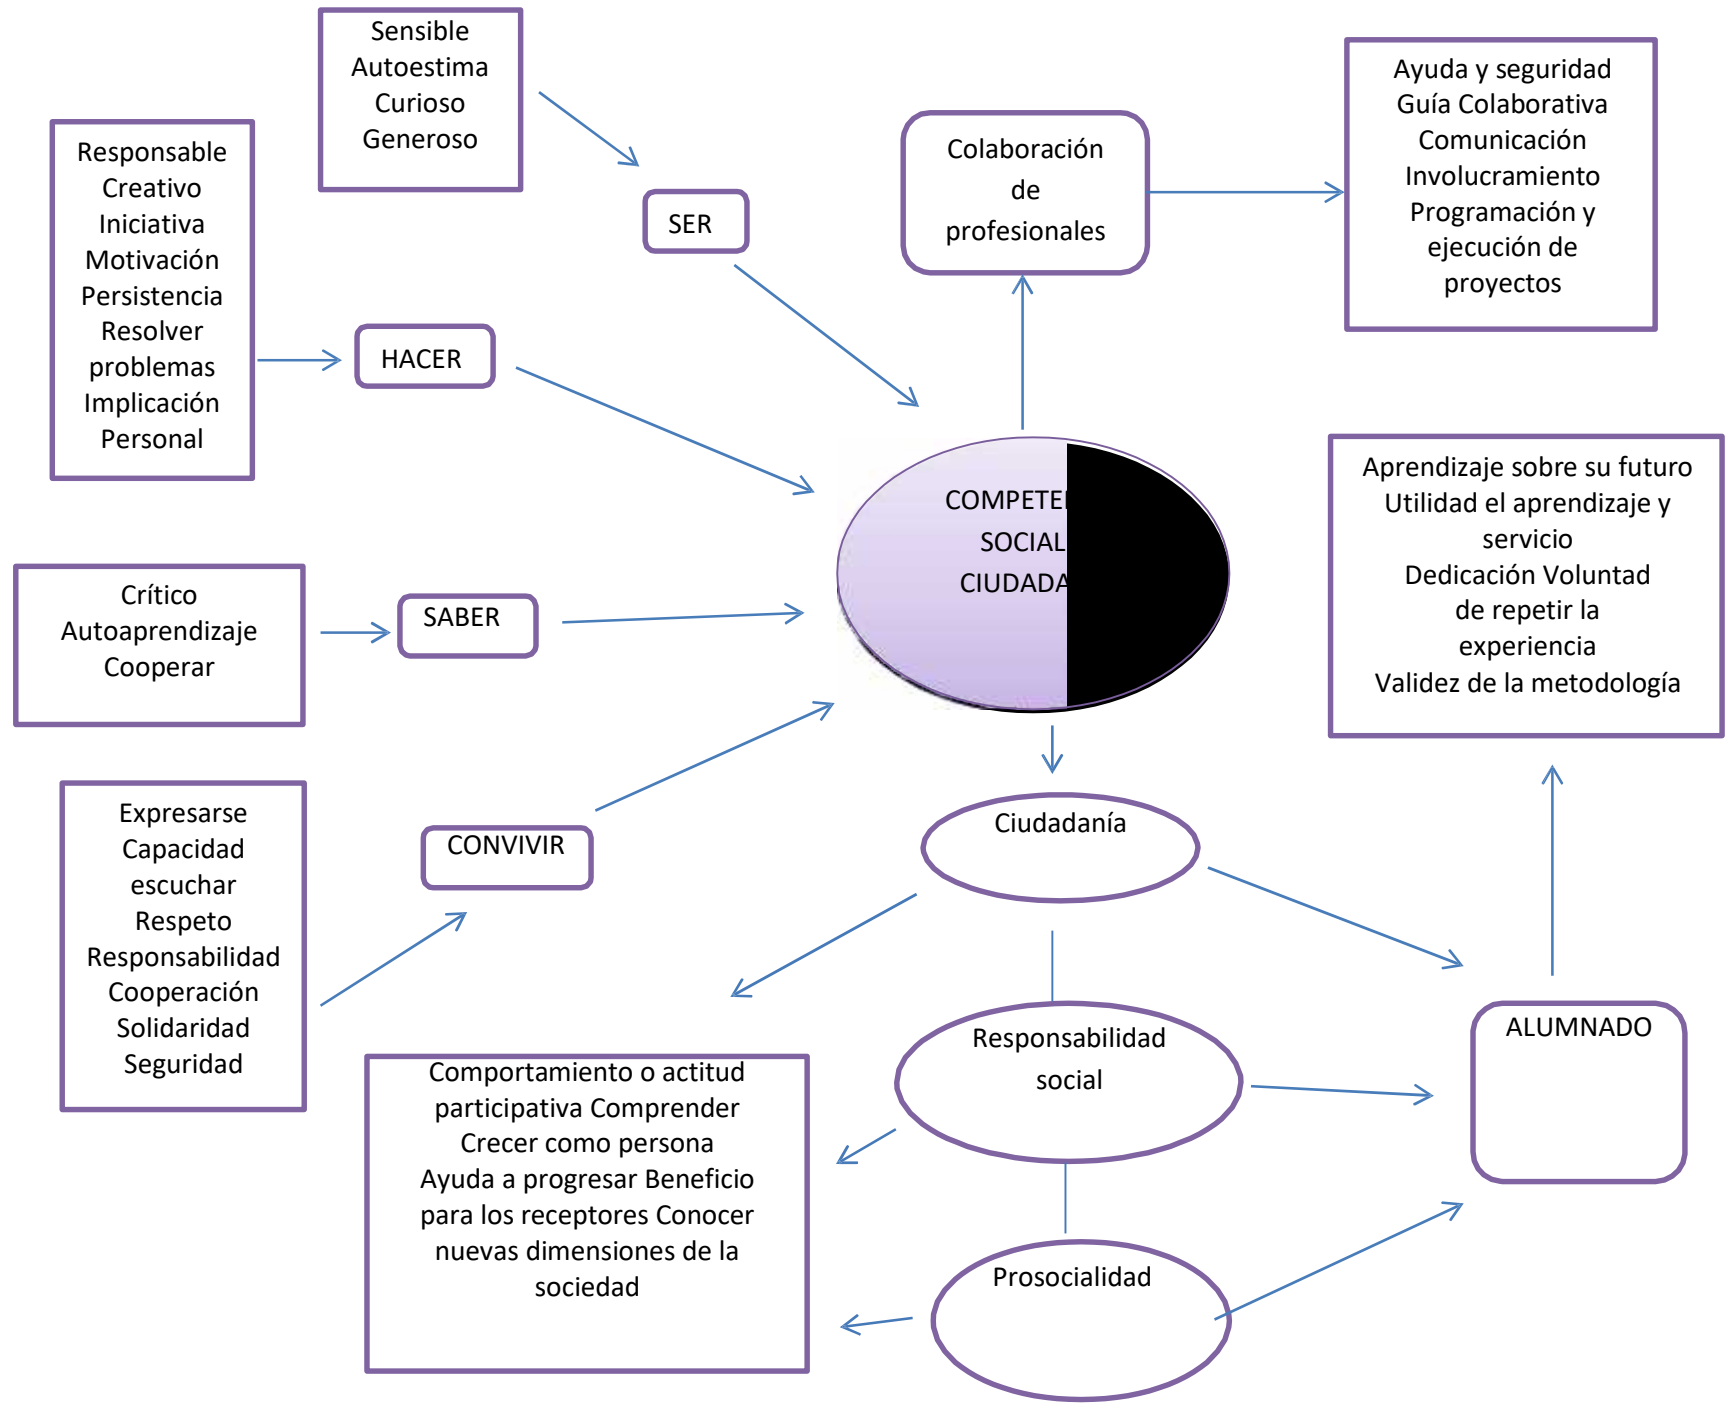 Sensible
Autoestima
Curioso
Generoso
Responsable
Creativo
Iniciativa
Motivación
Persistencia
Resolver
problemas
Implicación
Personal
SER
HACER
Colaboración
de
profesionales
Ayuda y seguridad
Guía Colaborativa
Comunicación
Involucramiento
Programación y
ejecución de
proyectos
SOCIAL
Aprendizaje sobre su futuro
Utilidad el aprendizaje y
servicio
Dedicación Voluntad
de repetir la
experiencia
Validez de la metodología
Crítico
Autoaprendizaje
Cooperar
SABER
Expresarse
Capacidad
escuchar
Respeto
Responsabilidad
Cooperación
Solidaridad
Seguridad
CONVIVIR
Ciudadanía
Responsabilidad
social
Prosocialidad
ALUMNADO
Comportamiento o actitud
participativa Comprender
Crecer como persona
Ayuda a progresar Beneficio
para los receptores Conocer
nuevas dimensiones de la
sociedad